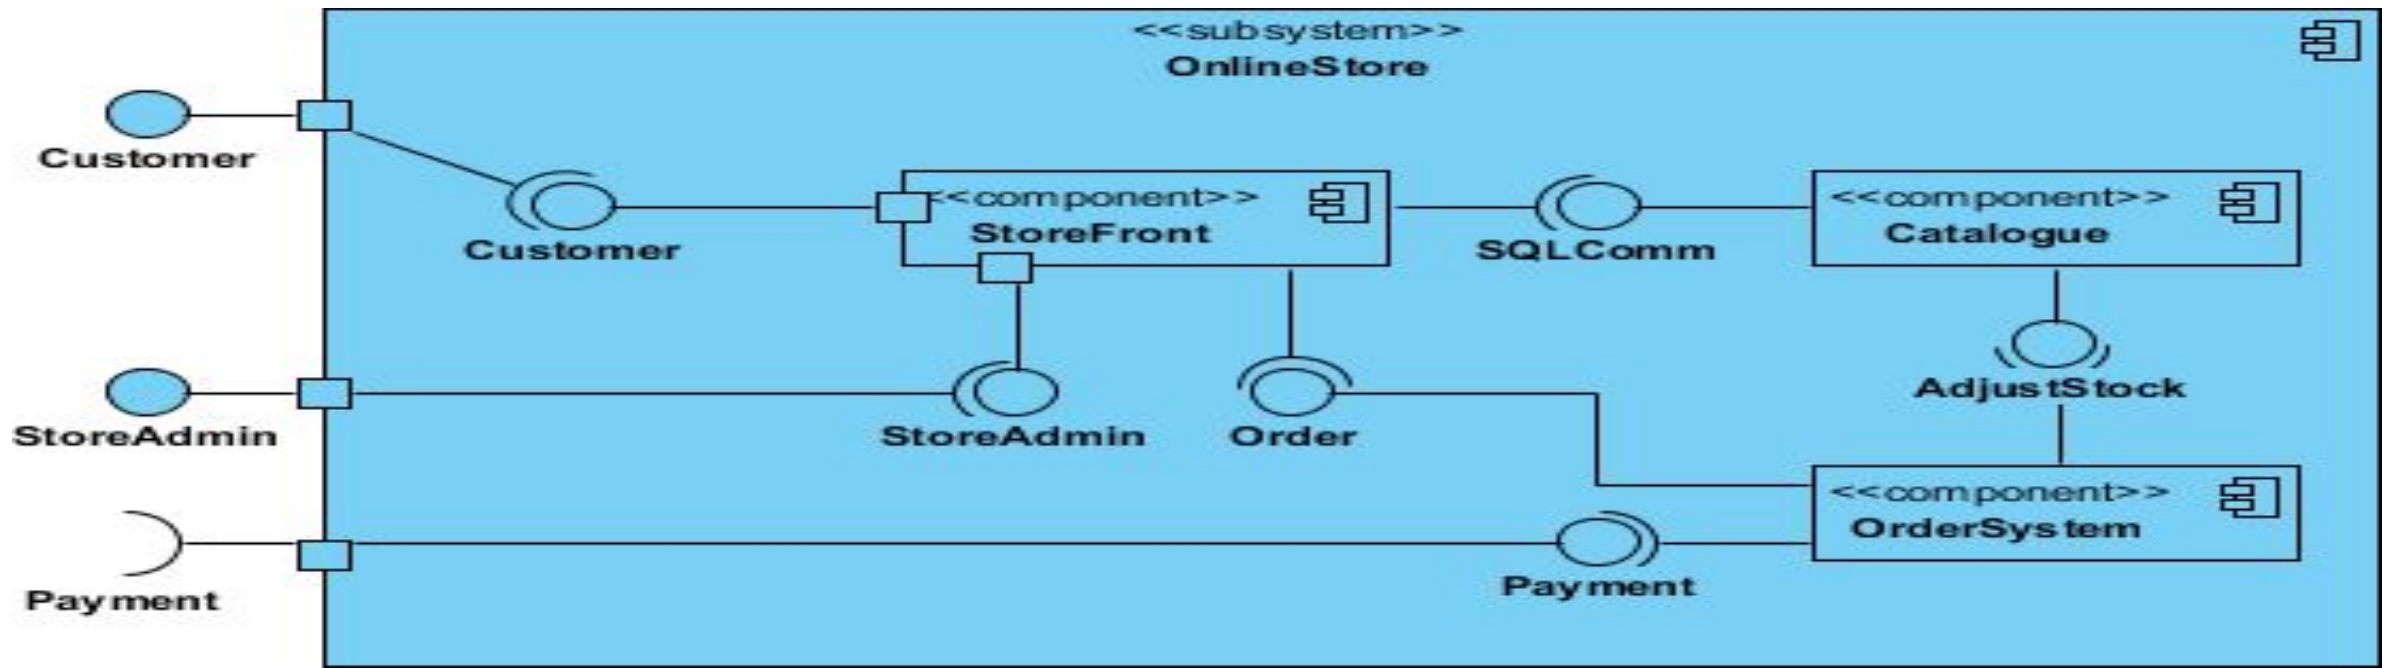 <<subsystem>>
OnlineStore
Customer
Customer
<<component>>
StoreFront
SQLComm
<<component>>
Catalogue
StoreAdmin
StoreAdmin
Order
AdjustStock
Payment
Payment
<<component>>
OrderSystem